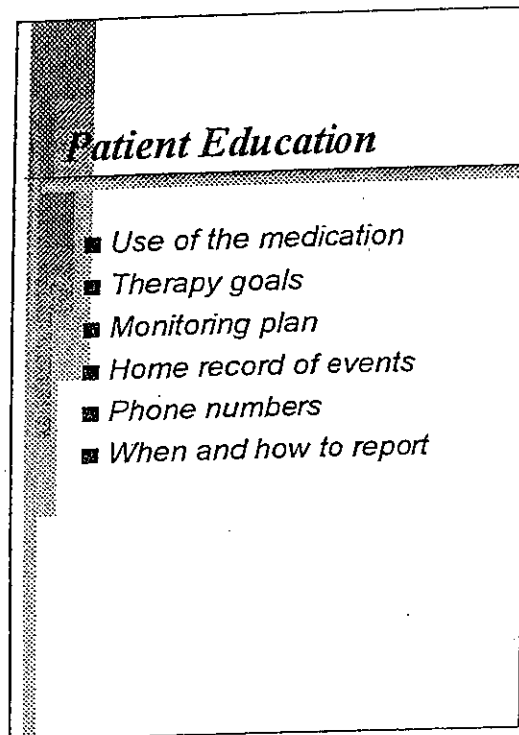 Patient Education
Use of the medication
Therapy goals
Monitoring plan
Home record of events
Phone numbers
When and how to report